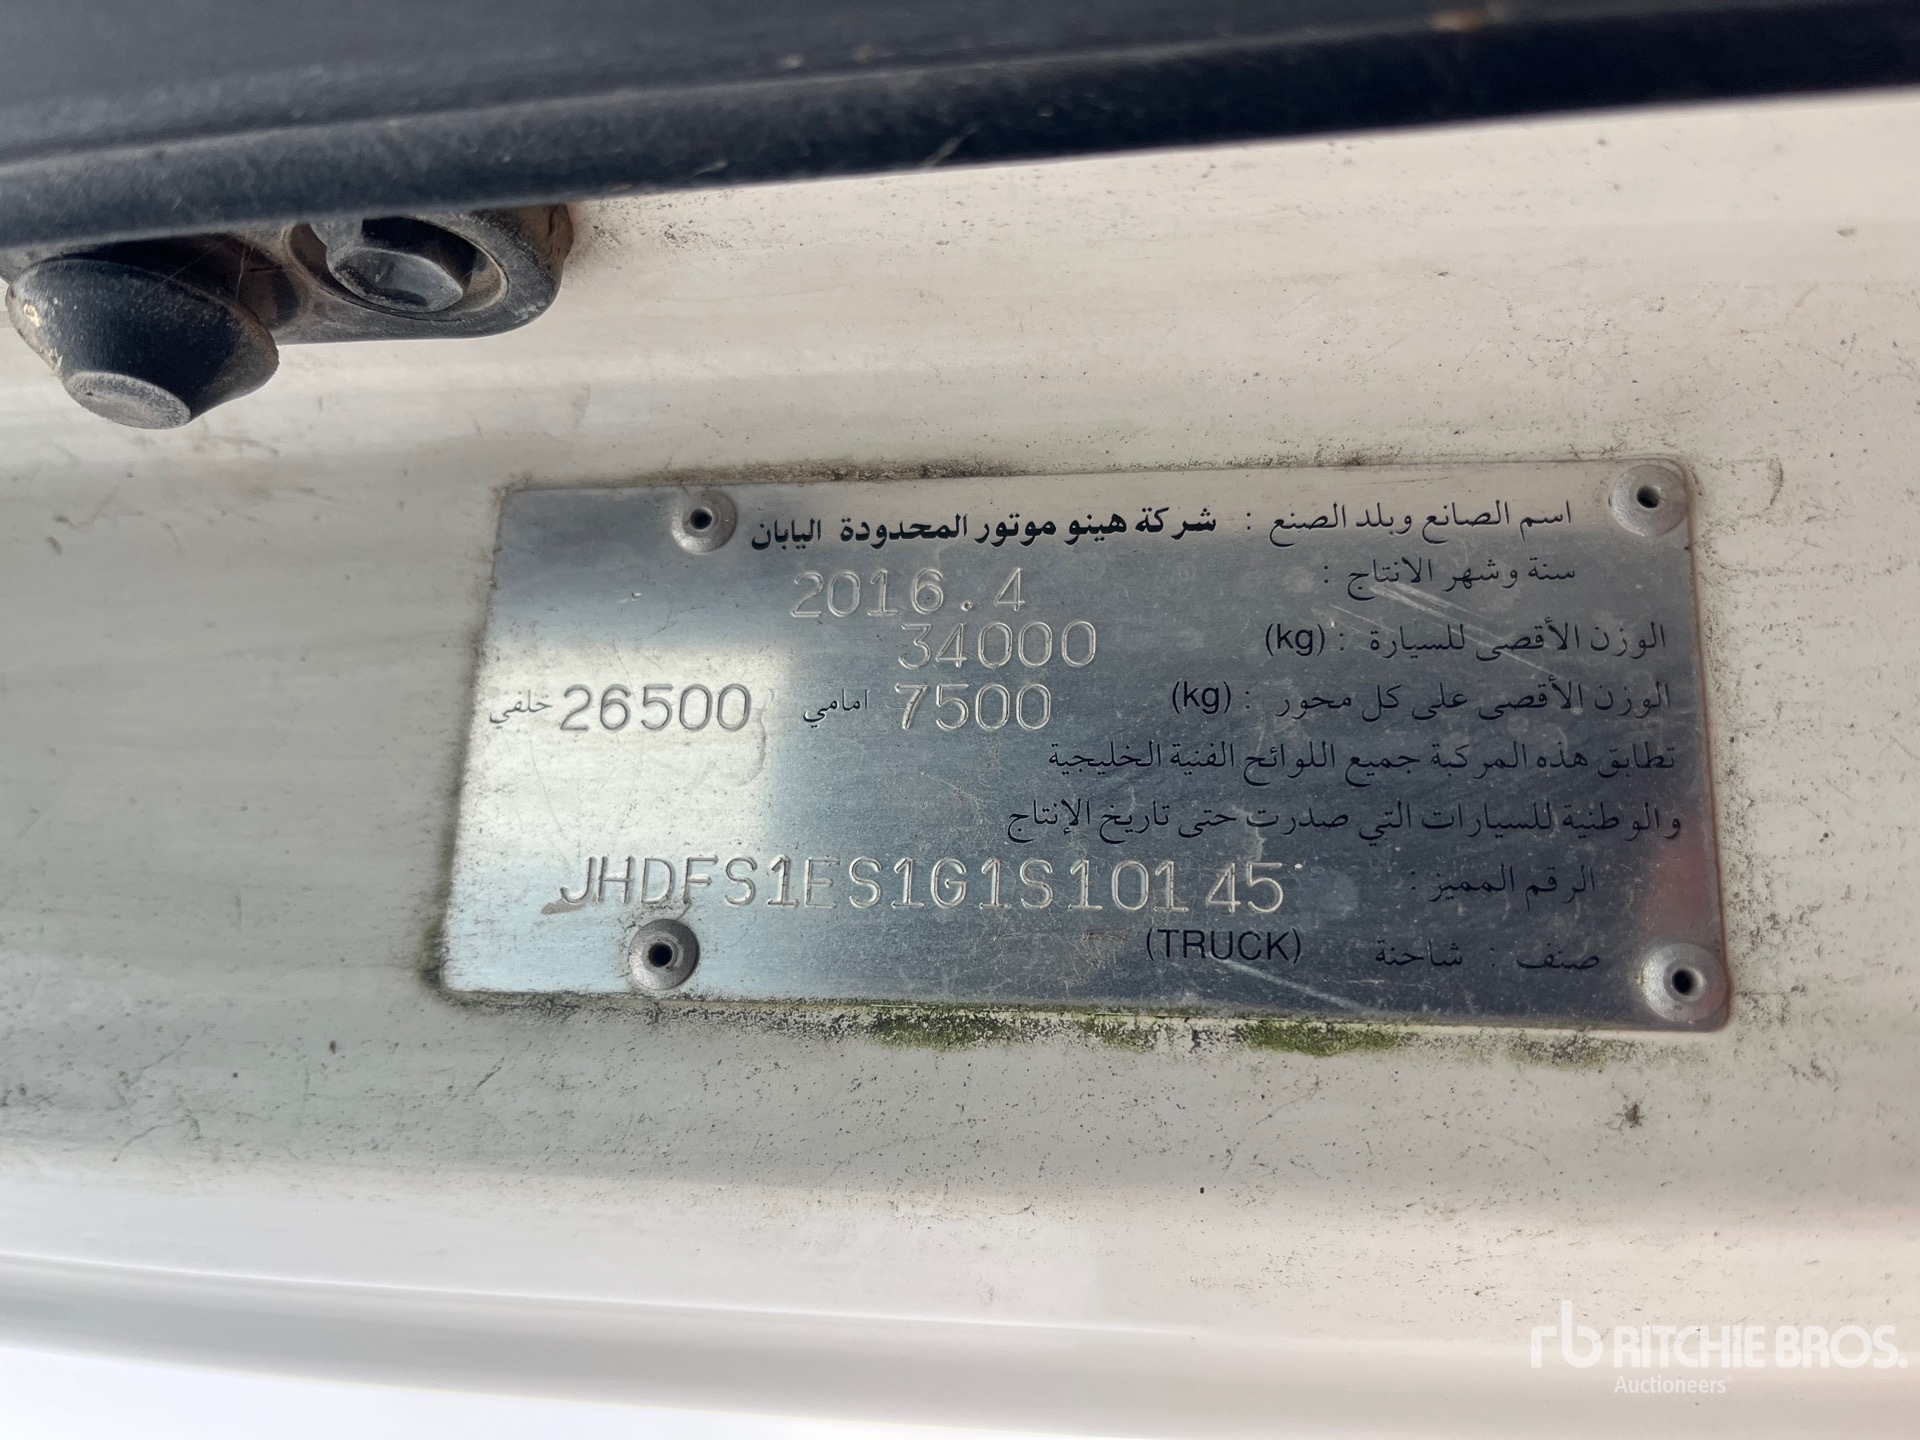 اسم الصانع وبلد الصنع : شركة هينو موتور المحدودة اليابان
سنة وشهر الانتاج : 2016.4
الوزن الأقصى للسيارة : (kg) 34000
الوزن الأقصى على كل محور : (kg) 7500 امامي 26500 خلفي
تطابق هذه المركبة جميع اللوائح الفنية الخليجية
والوطنية للسيارات التي صدرت حتى تاريخ الإنتاج
الرقم المميز : JHDFS1ES1G1S10145
صنف : شاحنة (TRUCK)
rb RITCHIE BROS.
Auctioneers